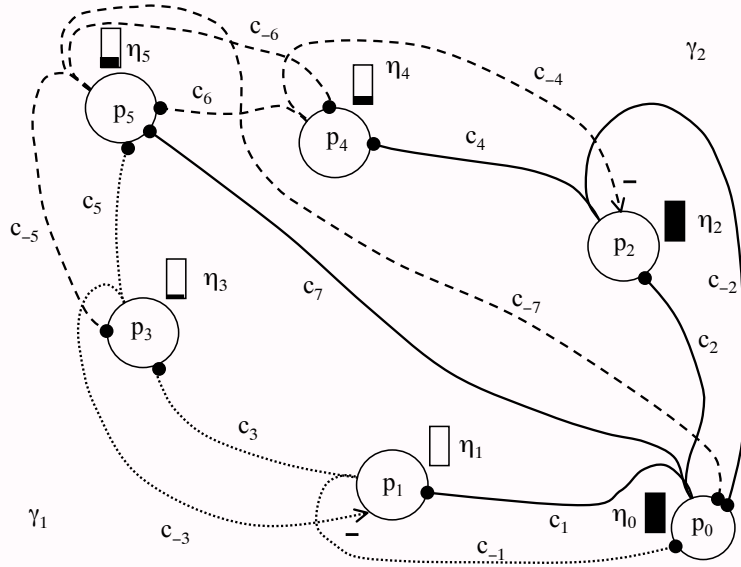 c₋₆
γ₂
η₅
η₄
c₋₄
c₆
p₅
p₄
c₄
–
c₅
η₂
p₂
c₋₅
η₃
c₇
c₋₂
c₋₇
p₃
c₂
c₃
η₁
p₁
γ₁
c₋₃
–
c₁
η₀
p₀
c₋₁